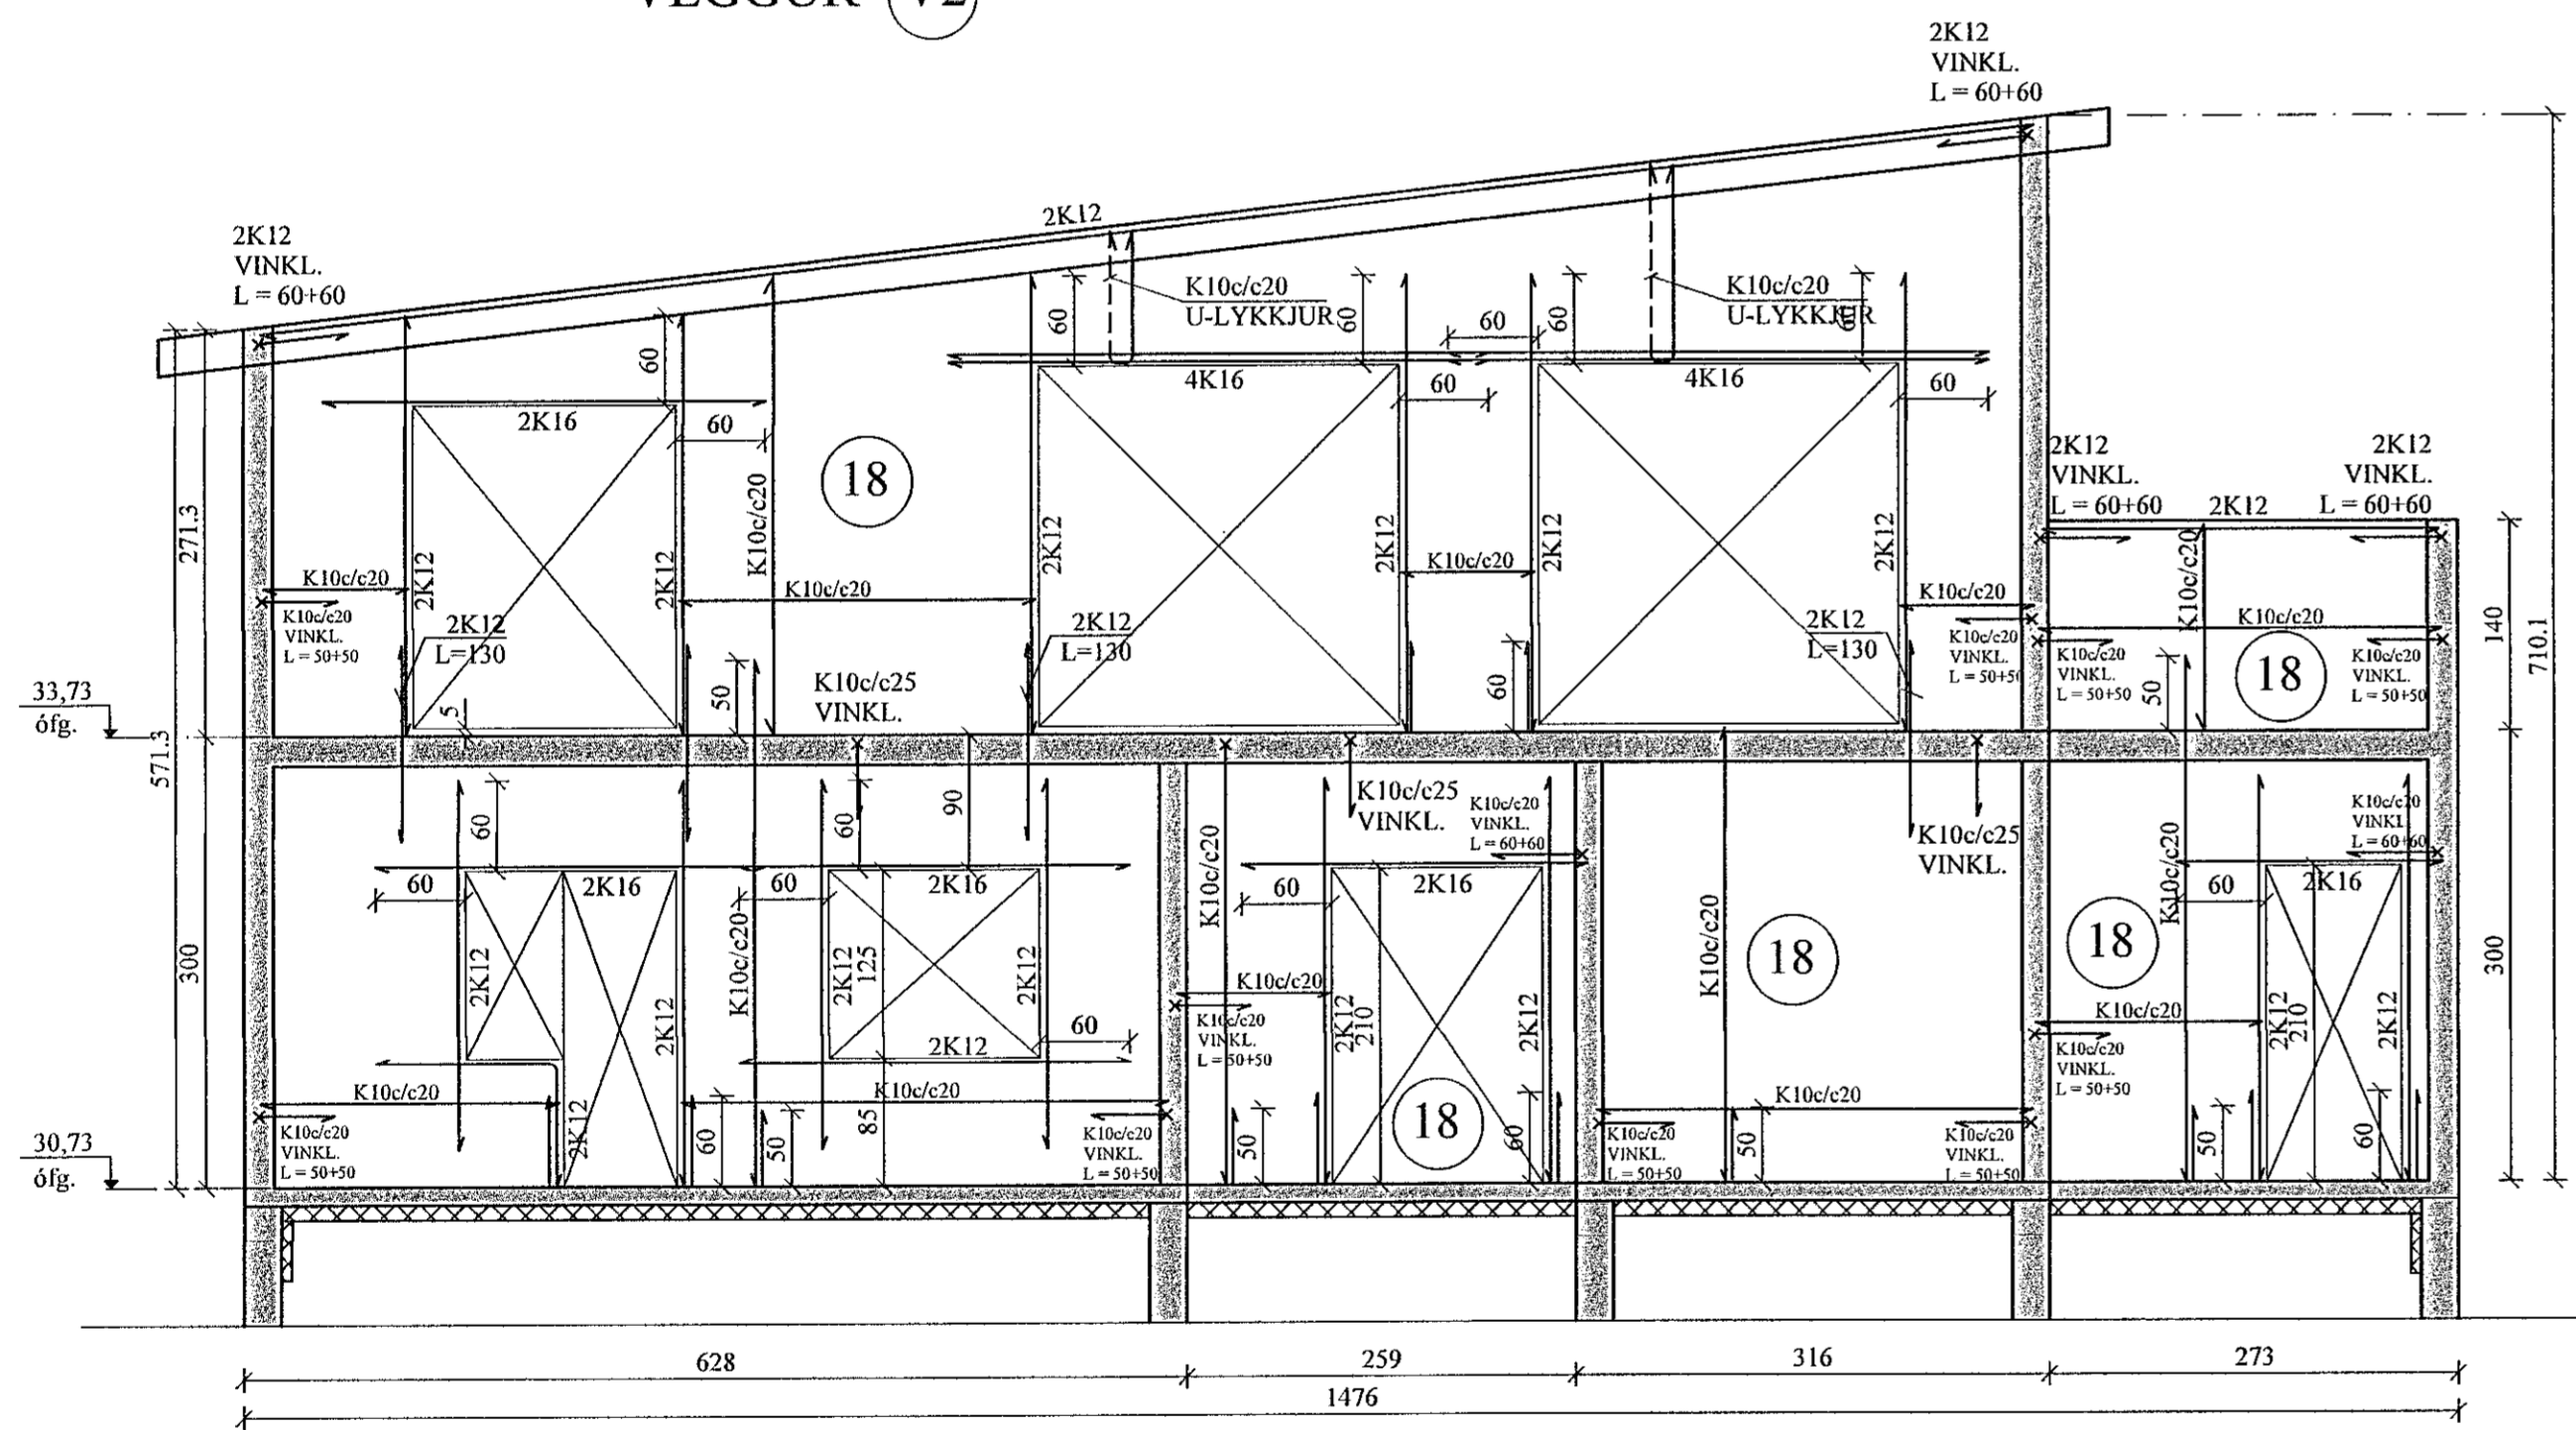 VEGGUR V2
2K12
VINKL.
L = 60+60
2K12
VINKL.
L = 60+60
2K12
K10c/c20
U-LYKKJUR
K10c/c20
U-LYKKJUR
60
60
60
60
60
60
2K16
60
4K16
60
4K16
60
18
2K12
VINKL.
L = 60+60
2K12
2K12
VINKL.
L = 60+60
271.3
2K12
2K12
K10c/c20
2K12
2K12
2K12
2K12
K10c/c20
140
710.1
K10c/c20
K10c/c20
K10c/c20
K10c/c20
K10c/c20
K10c/c20
VINKL.
L = 50+50
2K12
L=130
2K12
L=130
2K12
L=130
K10c/c20
VINKL.
L = 50+50
K10c/c20
VINKL.
L = 50+50
18
K10c/c20
VINKL.
L = 50+50
33,73
ófg.
5
50
K10c/c25
VINKL.
60
50
571.3
60
60
90
K10c/c20
K10c/c25
VINKL.
K10c/c20
VINKL.
L = 60+60
K10c/c25
VINKL.
K10c/c20
K10c/c20
VINKL.
L = 60+60
60
2K16
60
2K16
60
2K16
60
2K16
300
2K12
2K12
K10c/c20
2K12
125
2K12
2K12
60
K10c/c20
2K12
210
2K12
K10c/c20
18
18
K10c/c20
2K12
210
2K12
300
K10c/c20
VINKL.
L = 50+50
K10c/c20
VINKL.
L = 50+50
K10c/c20
2K12
K10c/c20
60
50
85
50
18
60
K10c/c20
50
50
60
30,73
ófg.
K10c/c20
VINKL.
L = 50+50
K10c/c20
VINKL.
L = 50+50
K10c/c20
VINKL.
L = 50+50
K10c/c20
VINKL.
L = 50+50
628
259
316
273
1476